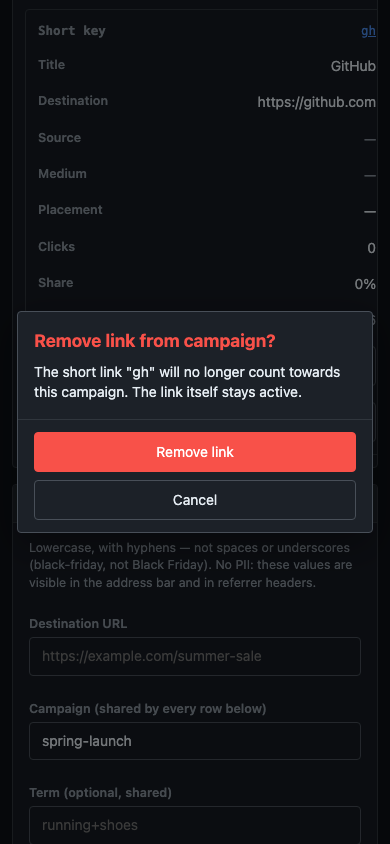 Short key
gh
Title
GitHub
Destination
https://github.com
Source
—
Medium
—
Placement
—
Clicks
0
Share
0%
Remove link from campaign?
The short link "gh" will no longer count towards
this campaign. The link itself stays active.
Remove link
Cancel
Lowercase, with hyphens — not spaces or underscores
(black-friday, not Black Friday). No PII: these values are
visible in the address bar and in referrer headers.
Destination URL
https://example.com/summer-sale
Campaign (shared by every row below)
spring-launch
Term (optional, shared)
running+shoes